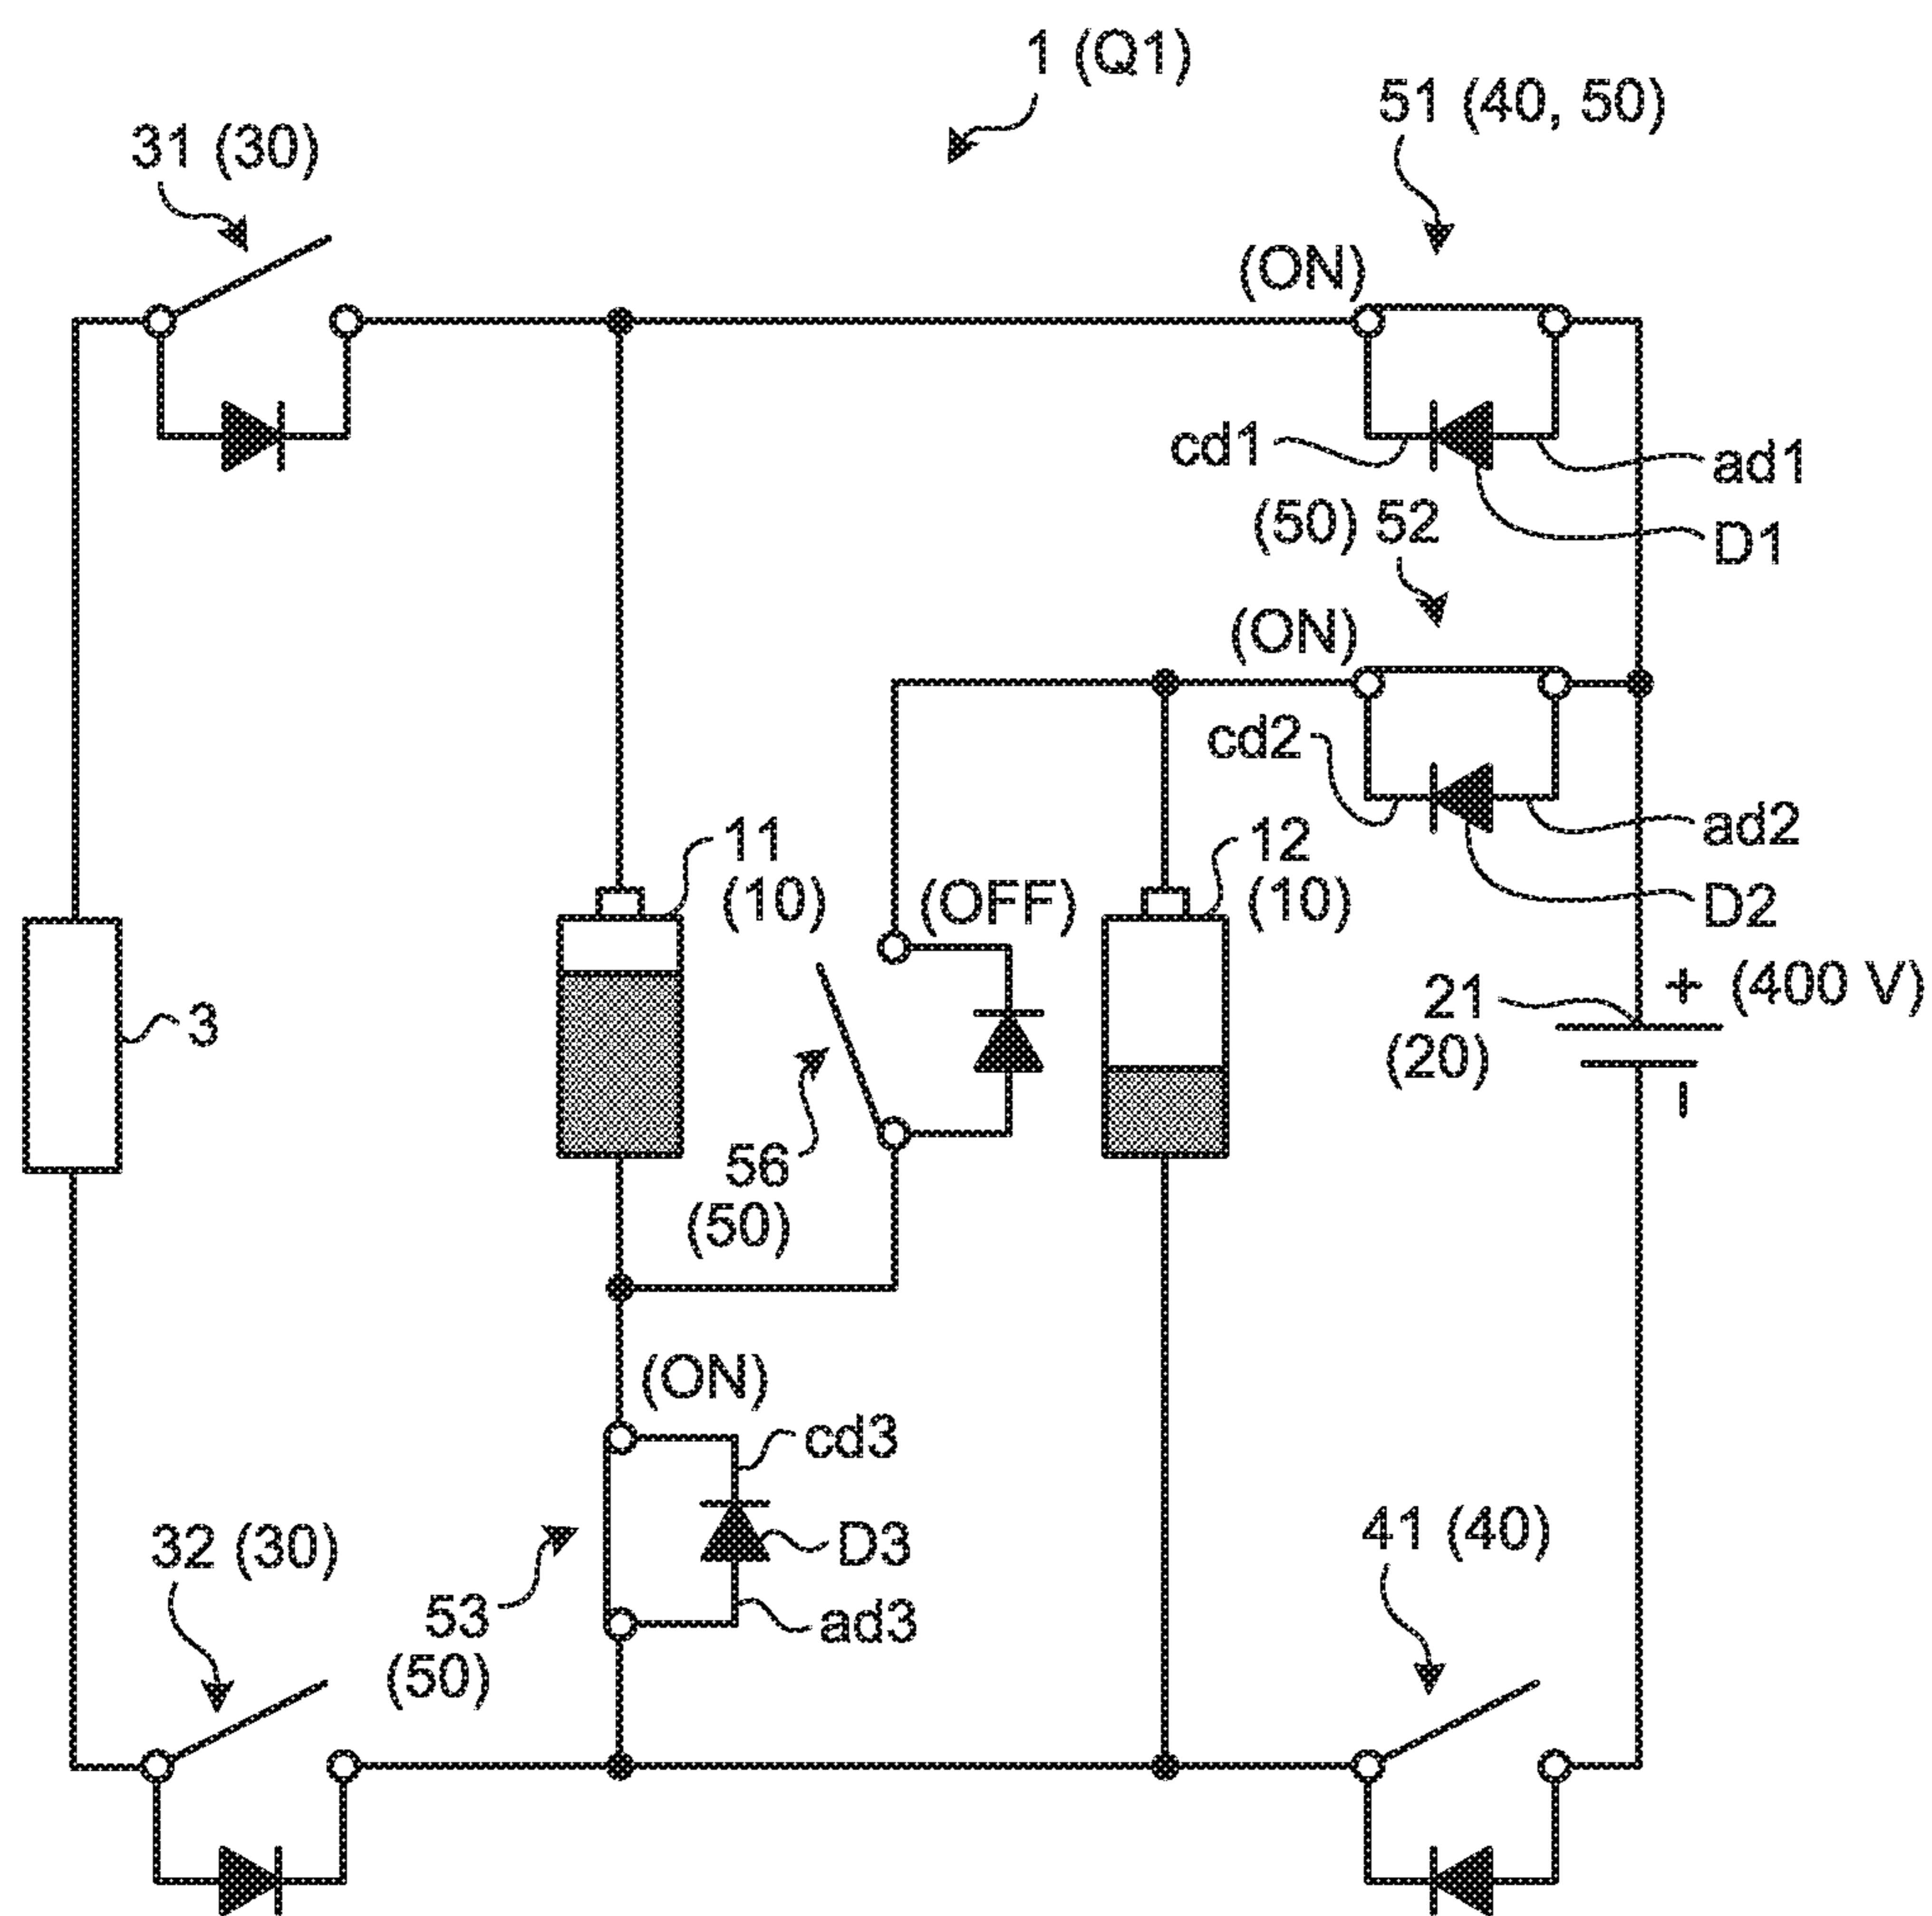 1 (Q1)
51 (40, 50)
31 (30)
(ON)
cd1
ad1
(50) 52
D1
(ON)
cd2
ad2
11
(10)
(OFF)
12
(10)
D2
21
(20)
+ (400 V)
-
3
56
(50)
(ON)
cd3
D3
ad3
32 (30)
53
(50)
41 (40)